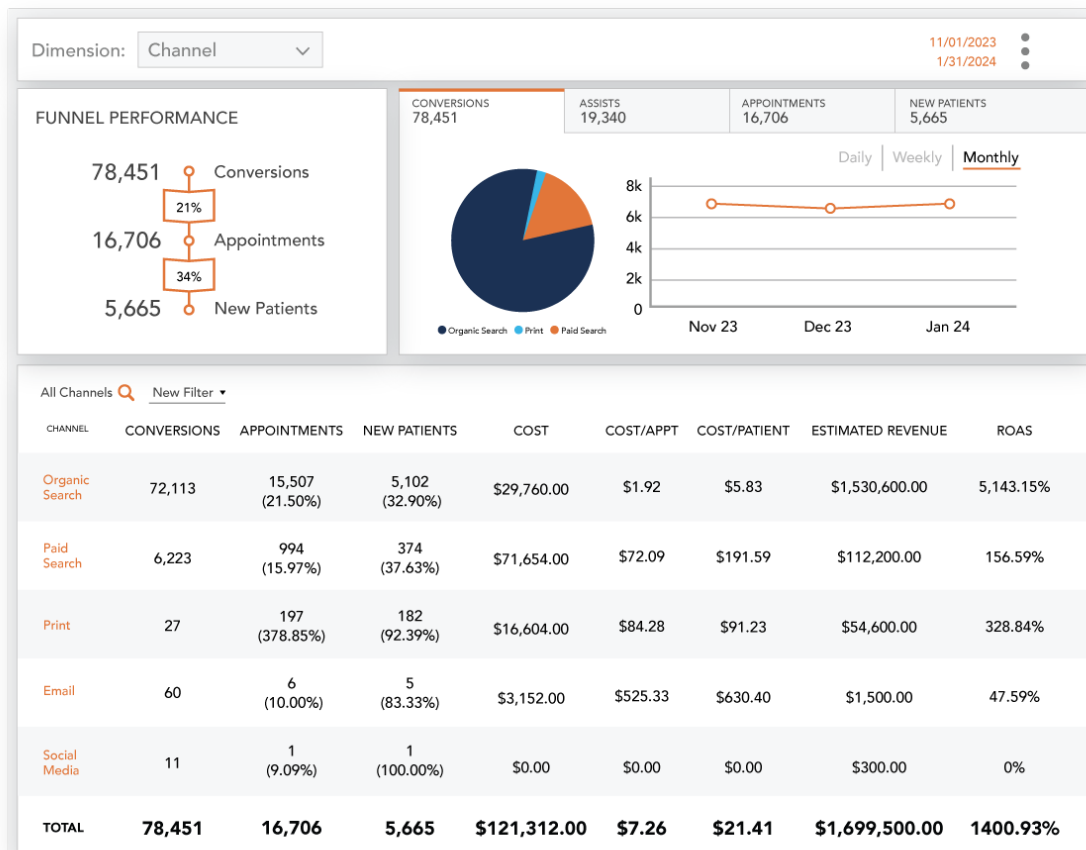 Dimension: Channel
11/01/2023
1/31/2024
FUNNEL PERFORMANCE
78,451 Conversions
21%
16,706 Appointments
34%
5,665 New Patients
CONVERSIONS
78,451
ASSISTS
19,340
APPOINTMENTS
16,706
NEW PATIENTS
5,665
Daily Weekly Monthly
8k
6k
4k
2k
0
Nov 23 Dec 23 Jan 24
Organic Search Print Paid Search
All Channels New Filter
CHANNEL CONVERSIONS APPOINTMENTS NEW PATIENTS COST COST/APPT COST/PATIENT ESTIMATED REVENUE ROAS
Organic Search 72,113 15,507 (21.50%) 5,102 (32.90%) $29,760.00 $1.92 $5.83 $1,530,600.00 5,143.15%
Paid Search 6,223 994 (15.97%) 374 (37.63%) $71,654.00 $72.09 $191.59 $112,200.00 156.59%
Print 27 197 (378.85%) 182 (92.39%) $16,604.00 $84.28 $91.23 $54,600.00 328.84%
Email 60 6 (10.00%) 5 (83.33%) $3,152.00 $525.33 $630.40 $1,500.00 47.59%
Social Media 11 1 (9.09%) 1 (100.00%) $0.00 $0.00 $0.00 $300.00 0%
TOTAL 78,451 16,706 5,665 $121,312.00 $7.26 $21.41 $1,699,500.00 1400.93%